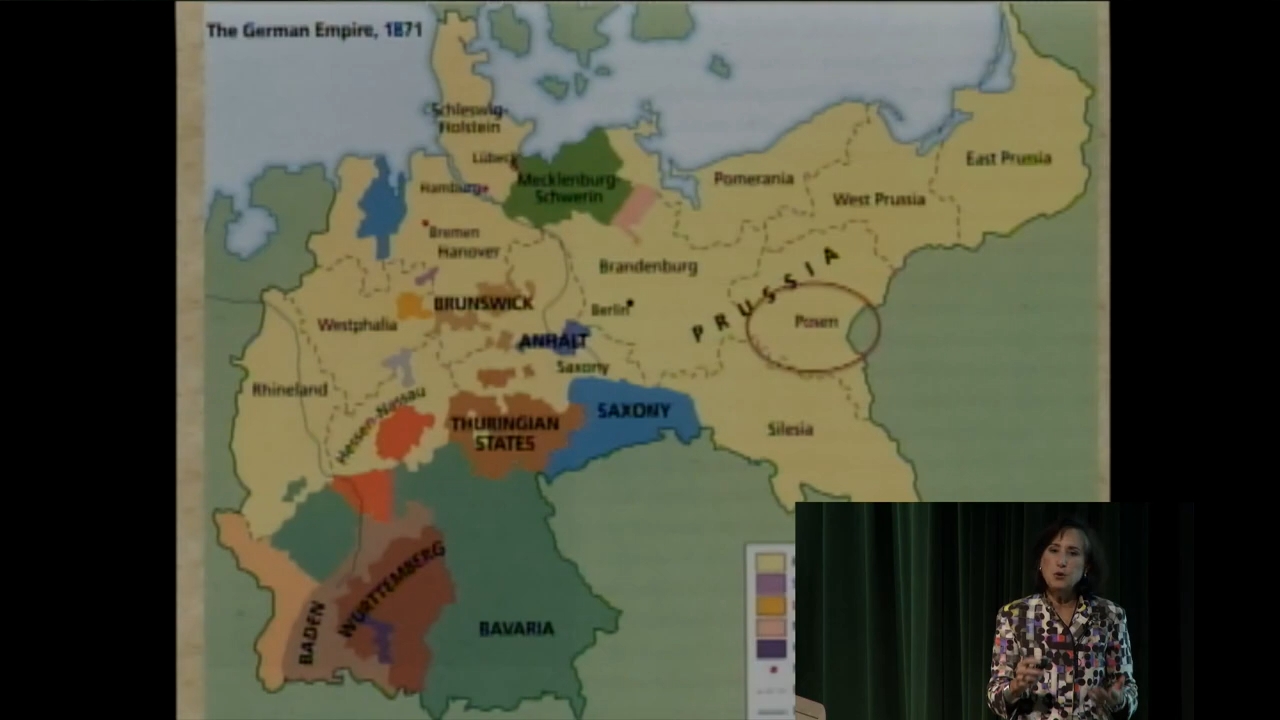 The German Empire, 1871
Schleswig-
Holstein
Lübeck
Hamburg
Mecklenburg-
Schwerin
Pomerania
East Prussia
West Prussia
Bremen
Hanover
Brandenburg
PRUSSIA
BRUNSWICK
Berlin
Posen
Westphalia
ANHALT
Saxony
Rhineland
Hessen-Nassau
THURINGIAN
STATES
SAXONY
Silesia
WÜRTTEMBERG
BADEN
BAVARIA